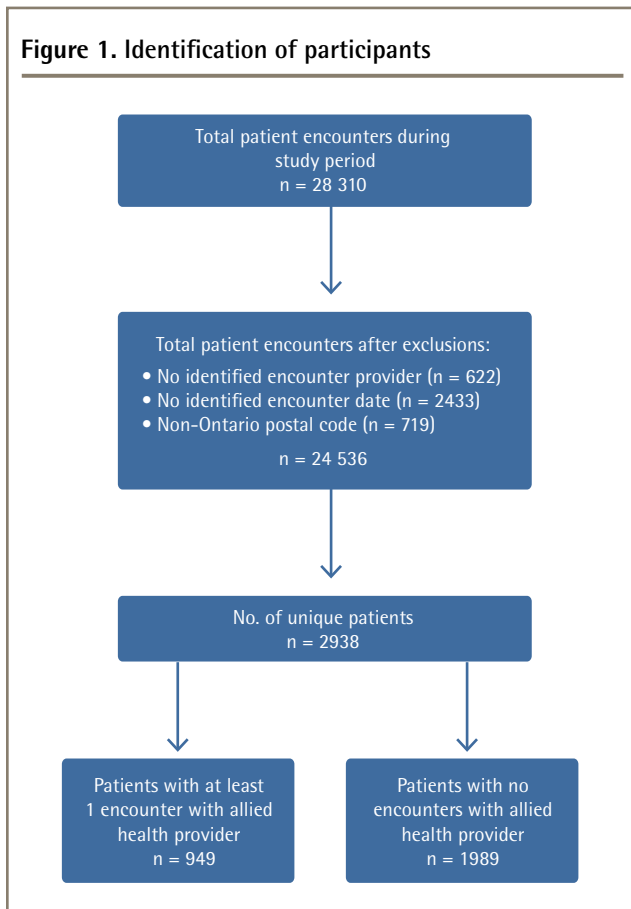 Figure 1. Identification of participants
Total patient encounters during
study period
n = 28 310
Total patient encounters after exclusions:
• No identified encounter provider (n = 622)
• No identified encounter date (n = 2433)
• Non-Ontario postal code (n = 719)
n = 24 536
No. of unique patients
n = 2938
Patients with at least
1 encounter with allied
health provider
n = 949
Patients with no
encounters with allied
health provider
n = 1989